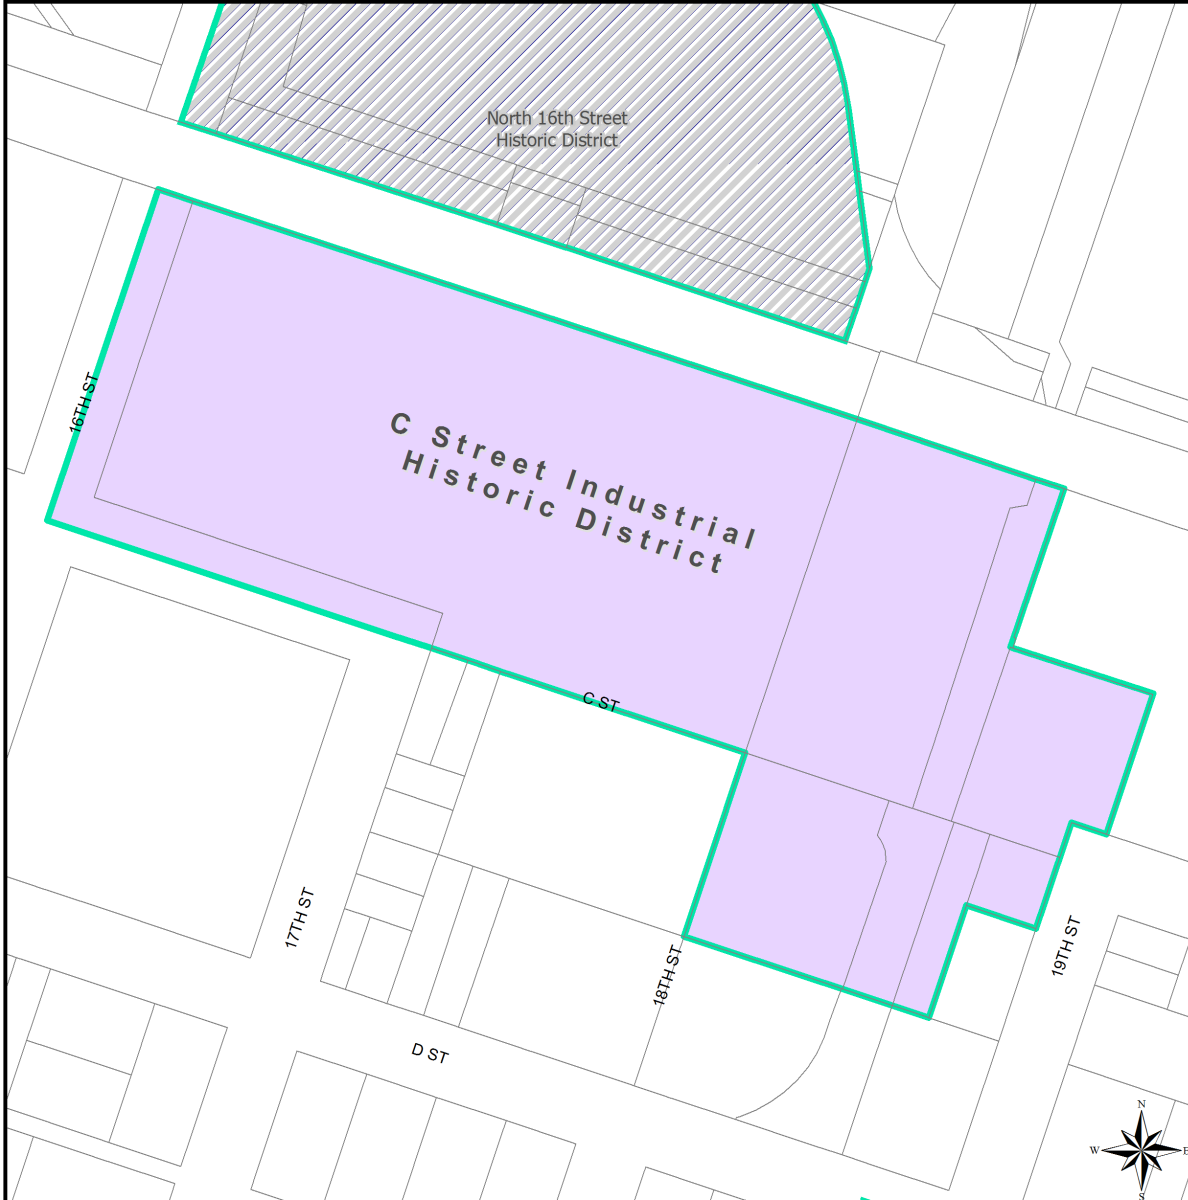 North 16th Street
Historic District
16TH ST
C Street Industrial
Historic District
C ST
17TH ST
18TH ST
19TH ST
D ST
N
W
E
S